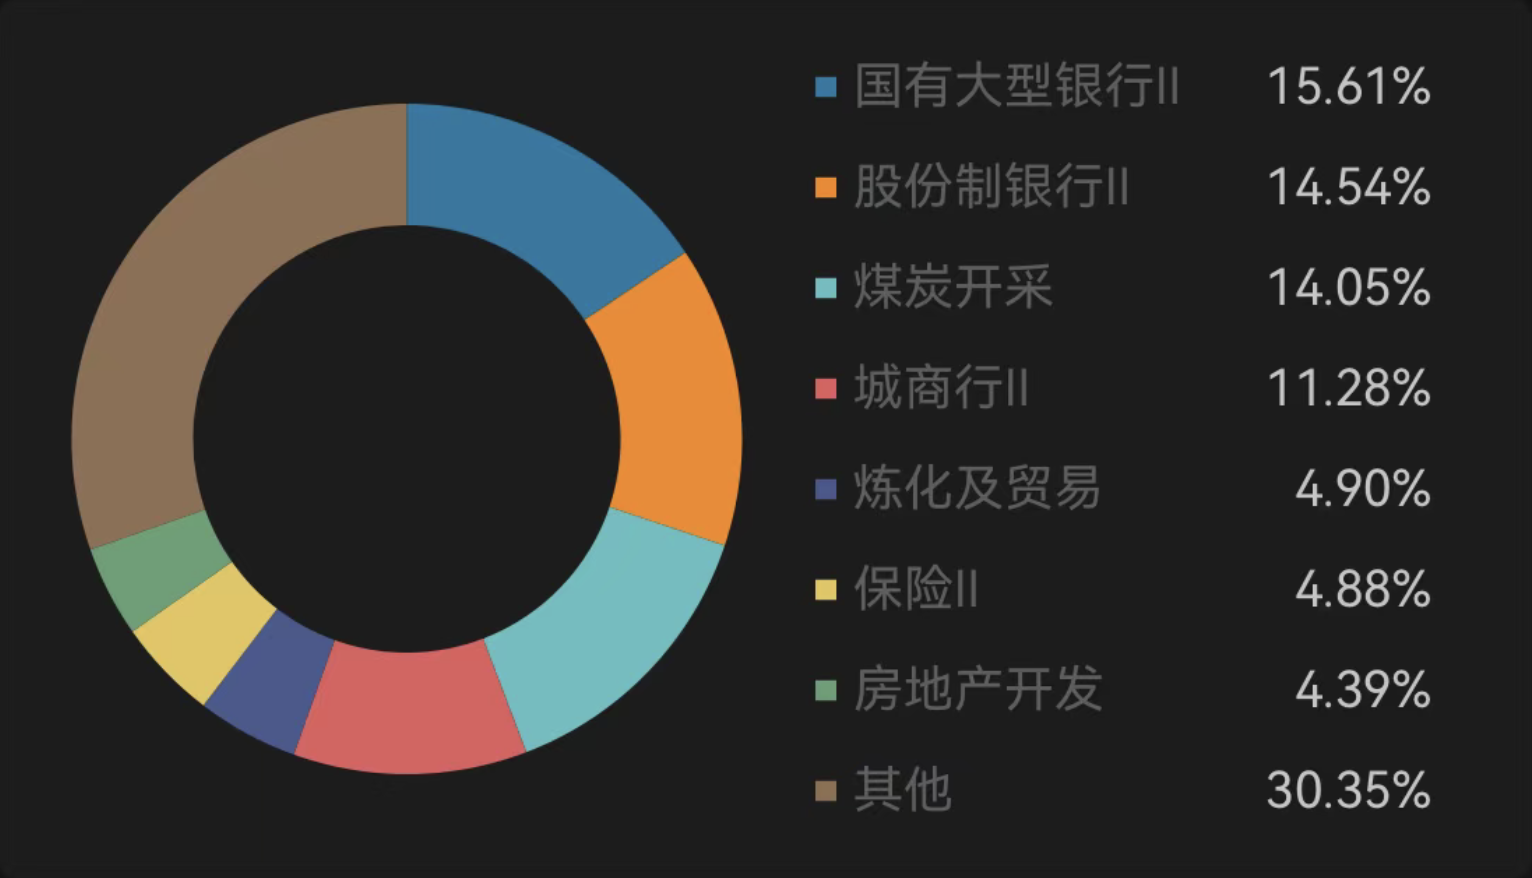 国有大型银行II 15.61%
股份制银行II 14.54%
煤炭开采 14.05%
城商行II 11.28%
炼化及贸易 4.90%
保险II 4.88%
房地产开发 4.39%
其他 30.35%